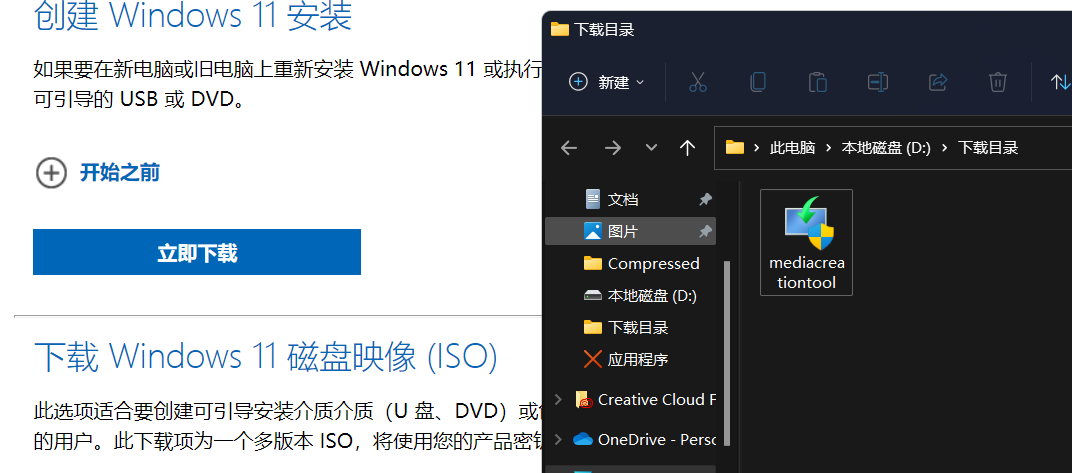 创建 Windows 11 安装
如果要在新电脑或旧电脑上重新安装 Windows 11 或执行
可引导的 USB 或 DVD。
开始之前
立即下载
下载 Windows 11 磁盘映像 (ISO)
此选项适合要创建可引导安装介质介质（U 盘、DVD）或
的用户。此下载项为一个多版本 ISO，将使用您的产品密钥
下载目录
新建
此电脑 本地磁盘 (D:) 下载目录
文档
图片
Compressed
本地磁盘 (D:)
下载目录
应用程序
Creative Cloud F
OneDrive - Perso
mediacrea
tiontool